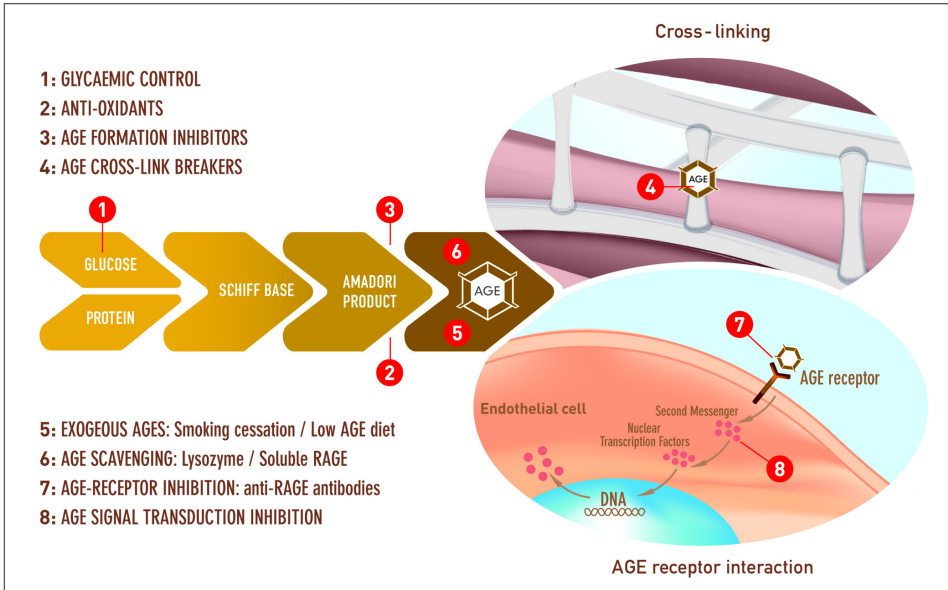 Cross-linking
1: GLYCAEMIC CONTROL
2: ANTI-OXIDANTS
3: AGE FORMATION INHIBITORS
4: AGE CROSS-LINK BREAKERS
AGE
4
1
3
GLUCOSE
PROTEIN
SCHIFF BASE
AMADORI
PRODUCT
6
AGE
5
2
7
AGE receptor
Endothelial cell
Second Messenger
Nuclear
Transcription Factors
8
DNA
5: EXOGEOUS AGES: Smoking cessation / Low AGE diet
6: AGE SCAVENGING: Lysozyme / Soluble RAGE
7: AGE-RECEPTOR INHIBITION: anti-RAGE antibodies
8: AGE SIGNAL TRANSDUCTION INHIBITION
AGE receptor interaction